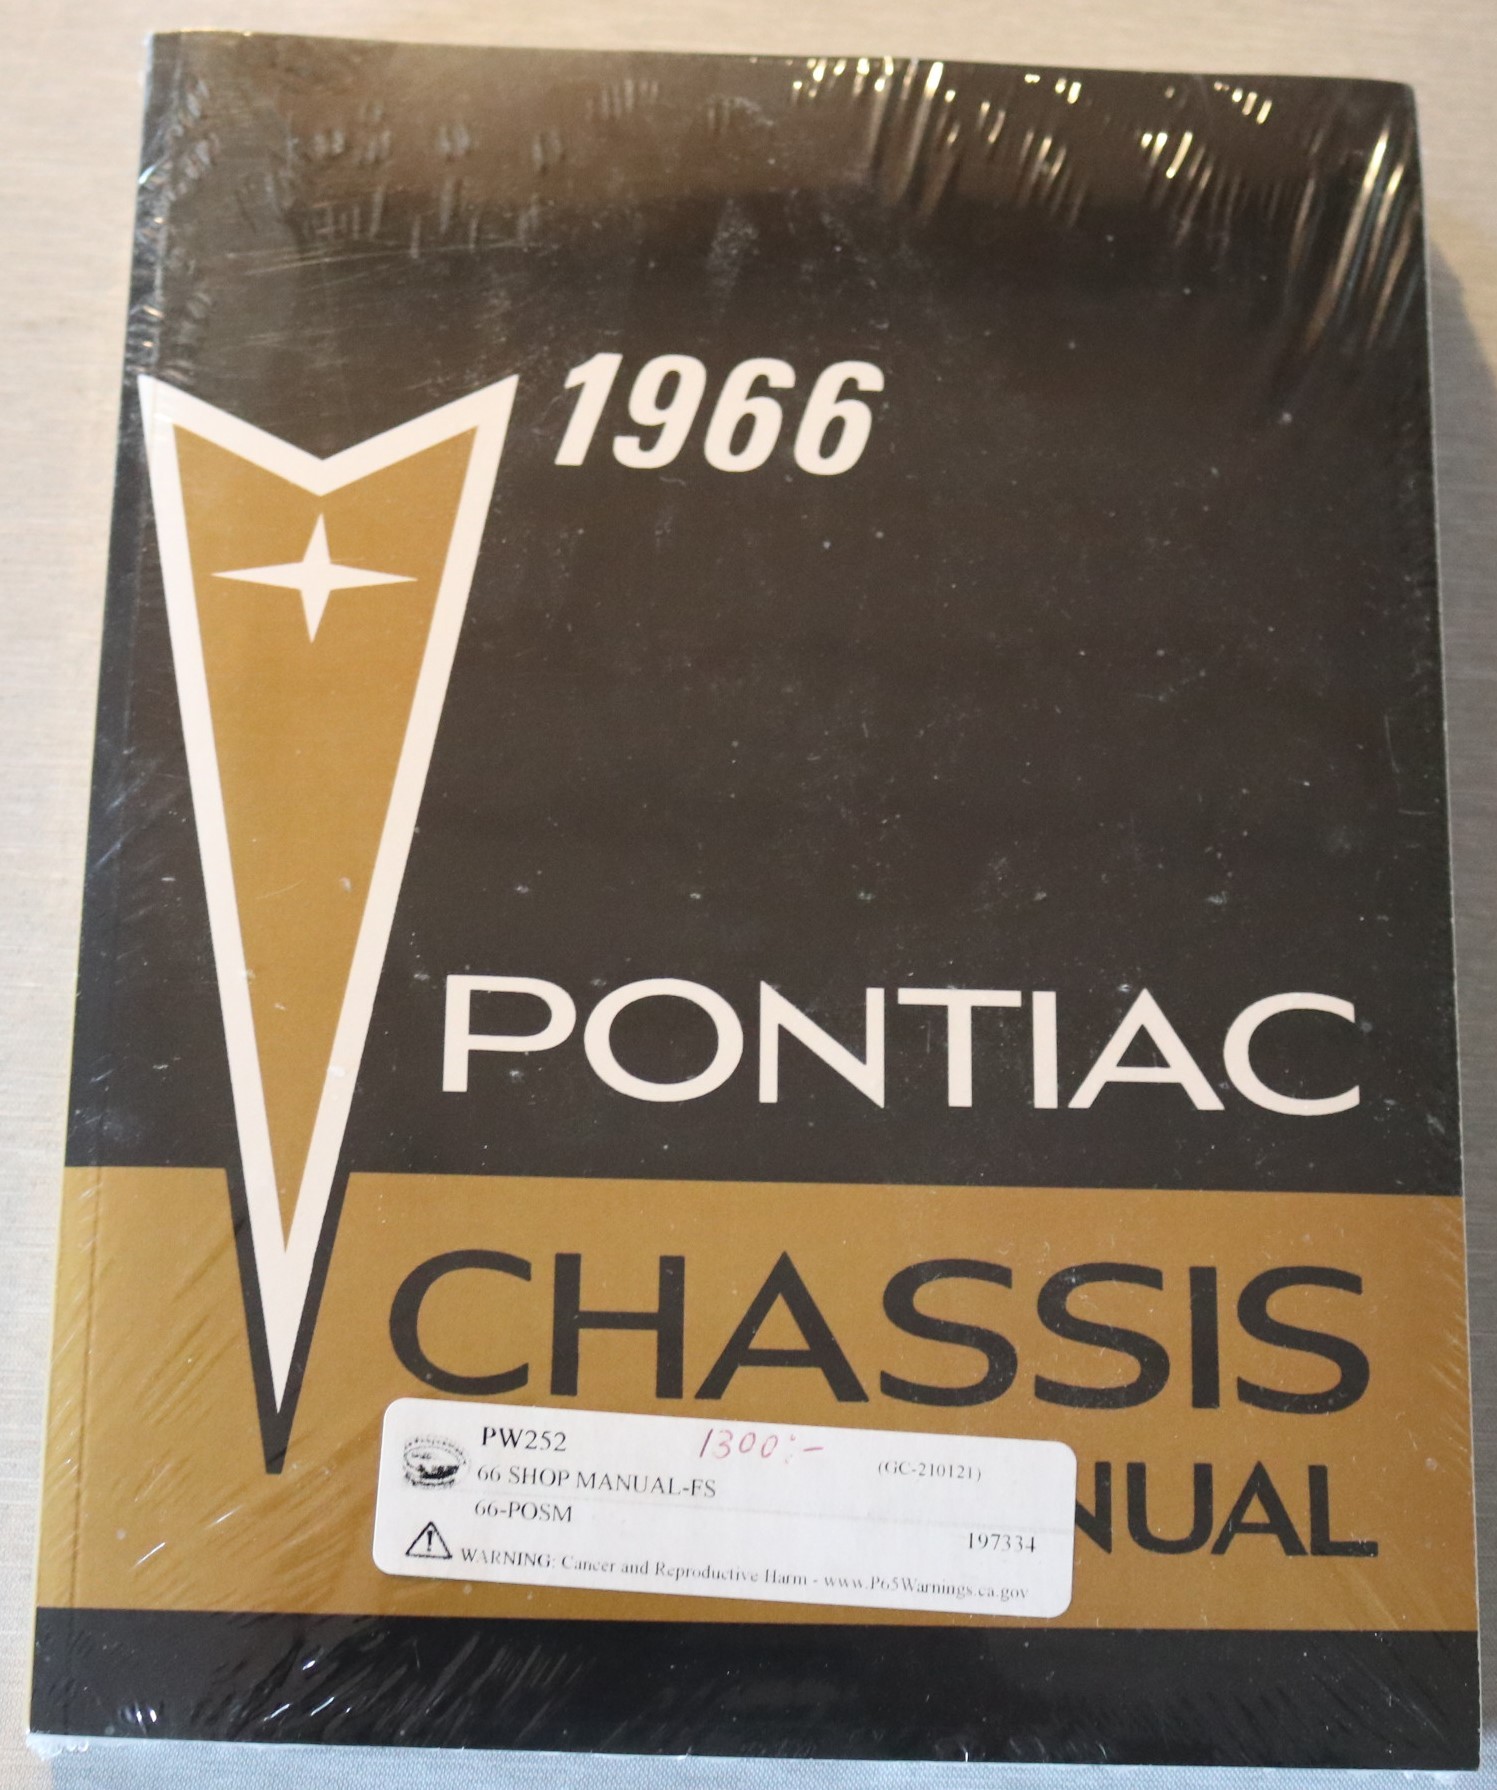 1966
PONTIAC
CHASSIS
NUAL
PW252 1300:-
(GC-210121)
66 SHOP MANUAL-FS
66-POSM
197334
WARNING: Cancer and Reproductive Harm - www.P65Warnings.ca.gov